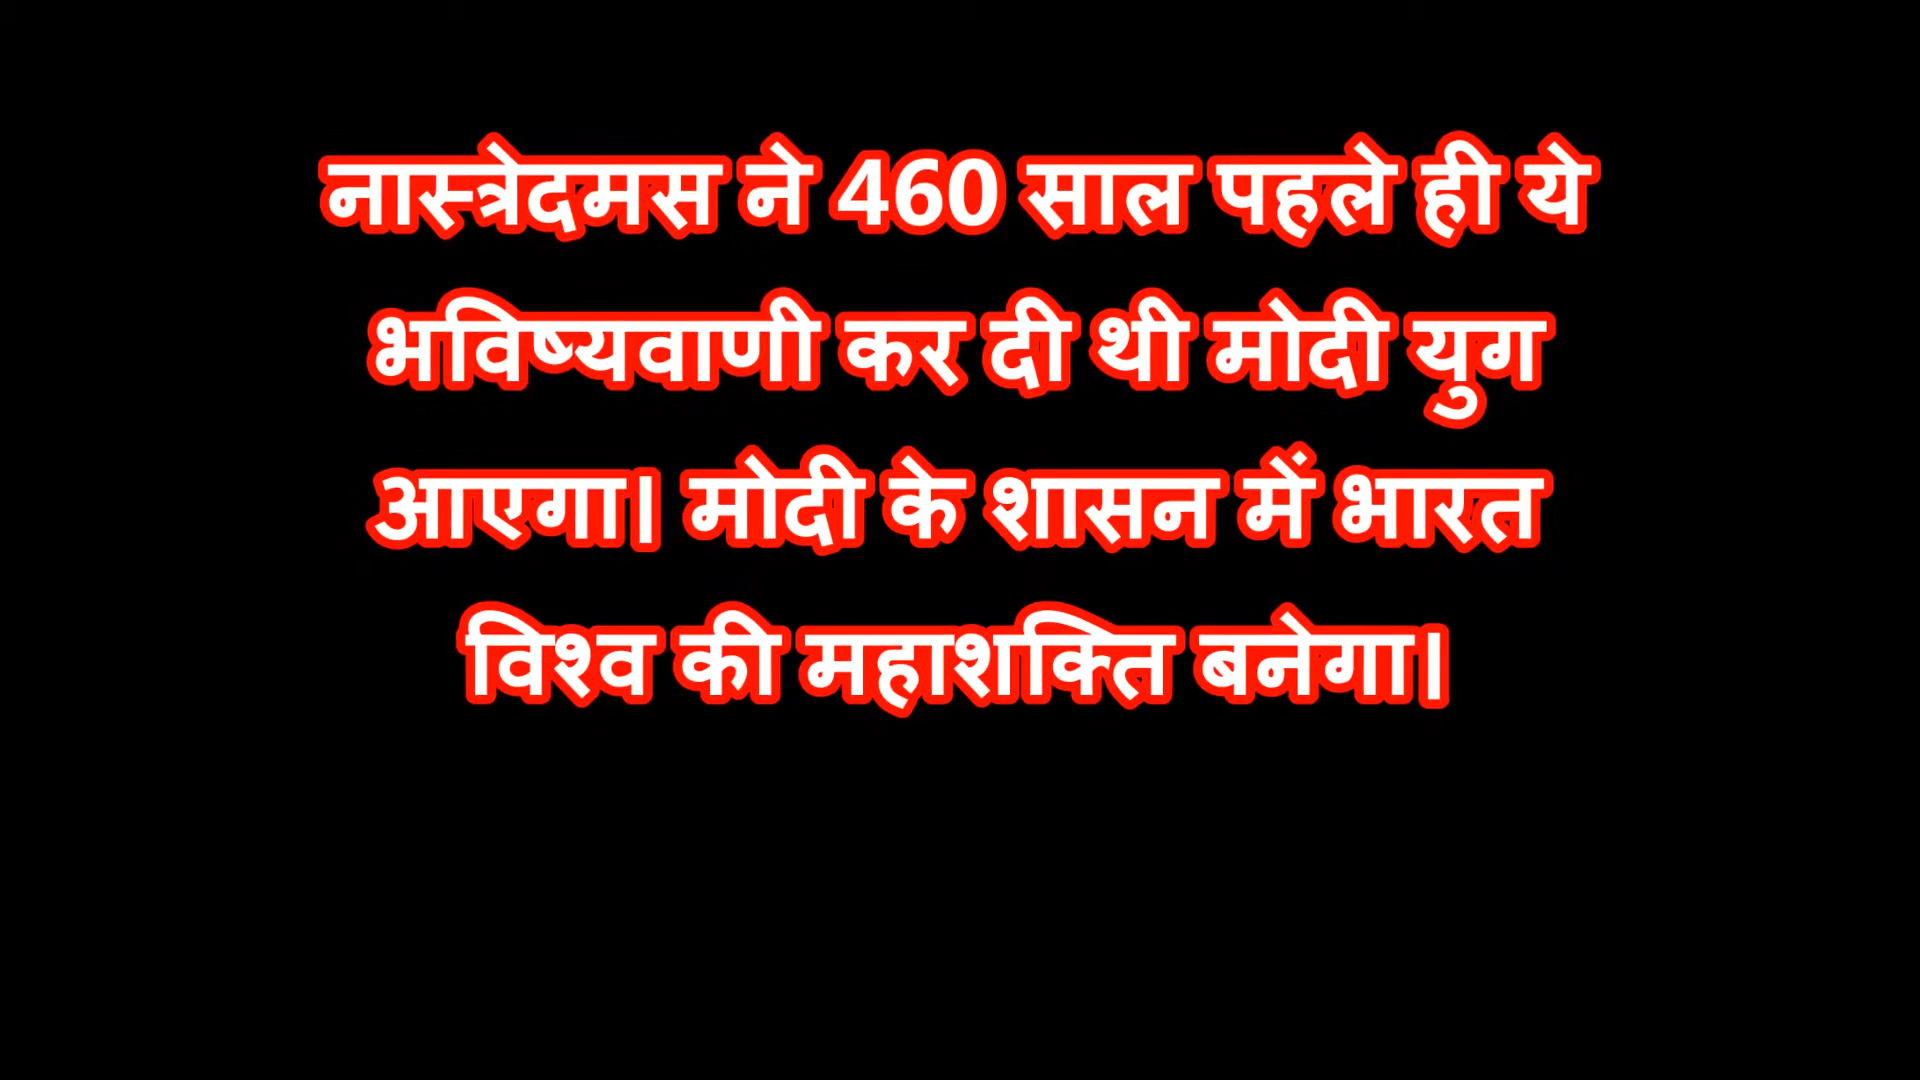 नास्त्रेदमस ने 460 साल पहले ही ये
भविष्यवाणी कर दी थी मोदी युग
आएगा। मोदी के शासन में भारत
विश्व की महाशक्ति बनेगा।